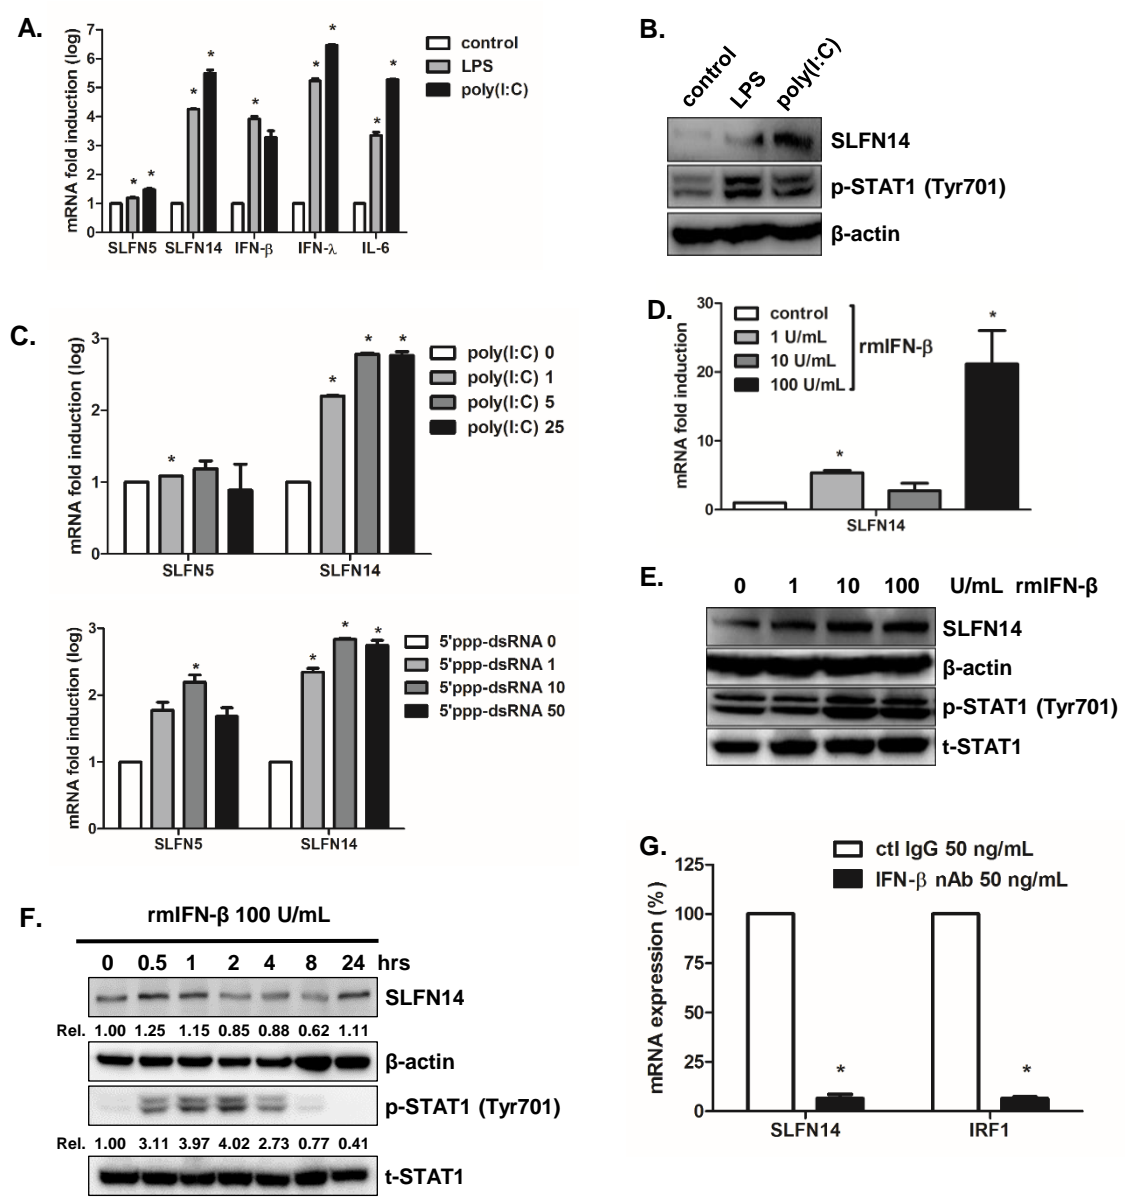 A.
mRNA fold induction (log)
7
6
5
4
3
2
1
0
SLFN5 SLFN14 IFN-β IFN-λ IL-6
control
LPS
poly(I:C)
B.
control LPS poly(I:C)
SLFN14
p-STAT1 (Tyr701)
β-actin
C.
mRNA fold induction (log)
3
2
1
0
SLFN5 SLFN14
poly(I:C) 0
poly(I:C) 1
poly(I:C) 5
poly(I:C) 25
mRNA fold induction (log)
3
2
1
0
SLFN5 SLFN14
5'ppp-dsRNA 0
5'ppp-dsRNA 1
5'ppp-dsRNA 10
5'ppp-dsRNA 50
D.
mRNA fold induction
30
20
10
0
SLFN14
control
1 U/mL
10 U/mL
100 U/mL
rmIFN-β
E.
0 1 10 100 U/mL rmIFN-β
SLFN14
β-actin
p-STAT1 (Tyr701)
t-STAT1
F.
rmIFN-β 100 U/mL
0 0.5 1 2 4 8 24 hrs
SLFN14
Rel. 1.00 1.25 1.15 0.85 0.88 0.62 1.11
β-actin
p-STAT1 (Tyr701)
Rel. 1.00 3.11 3.97 4.02 2.73 0.77 0.41
t-STAT1
G.
ctl IgG 50 ng/mL
IFN-β nAb 50 ng/mL
mRNA expression (%)
125
100
75
50
25
0
SLFN14 IRF1